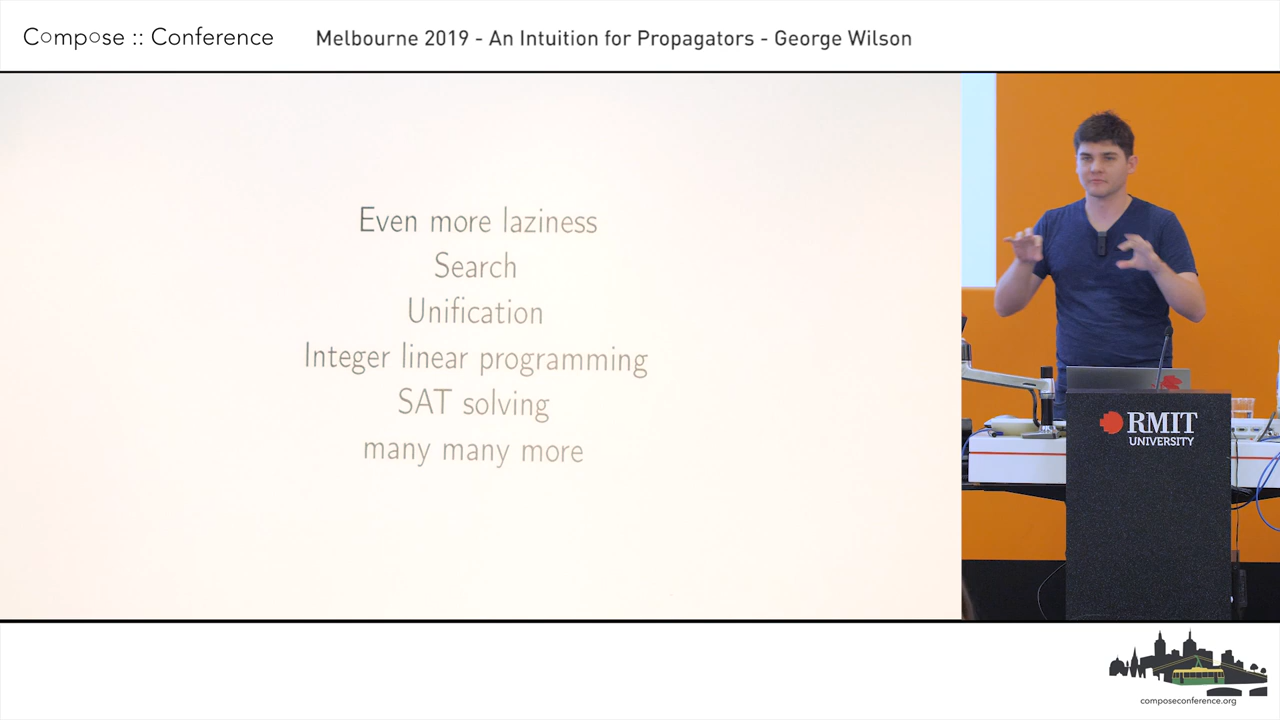 Compose :: Conference
Melbourne 2019 - An Intuition for Propagators - George Wilson
Even more laziness
Search
Unification
Integer linear programming
SAT solving
many many more
RMIT
UNIVERSITY
composeconference.org